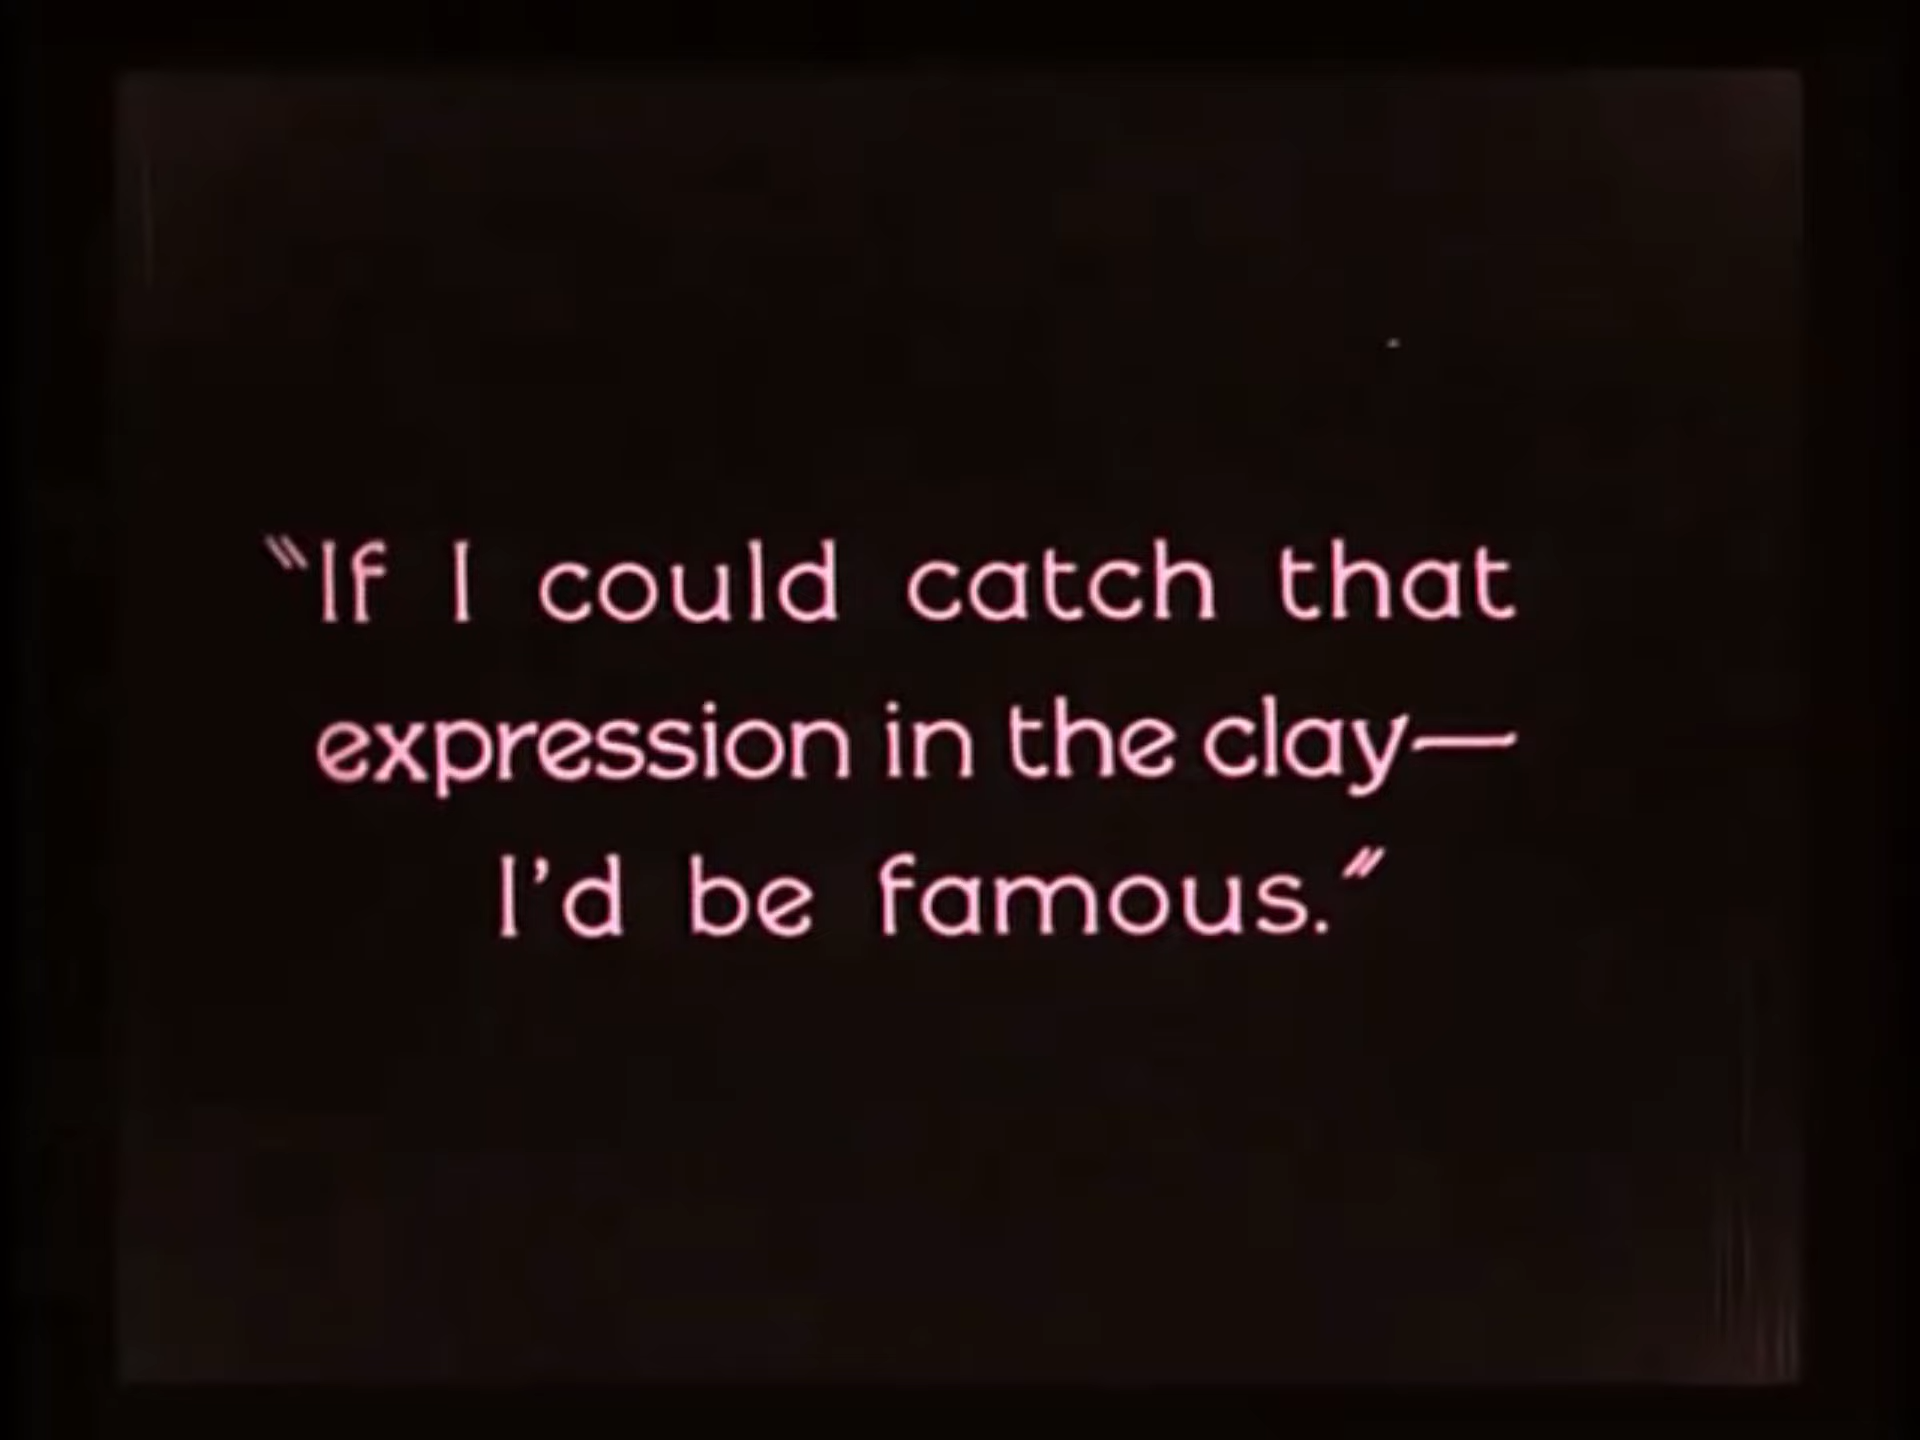 "If I could catch that
expression in the clay—
I'd be famous."